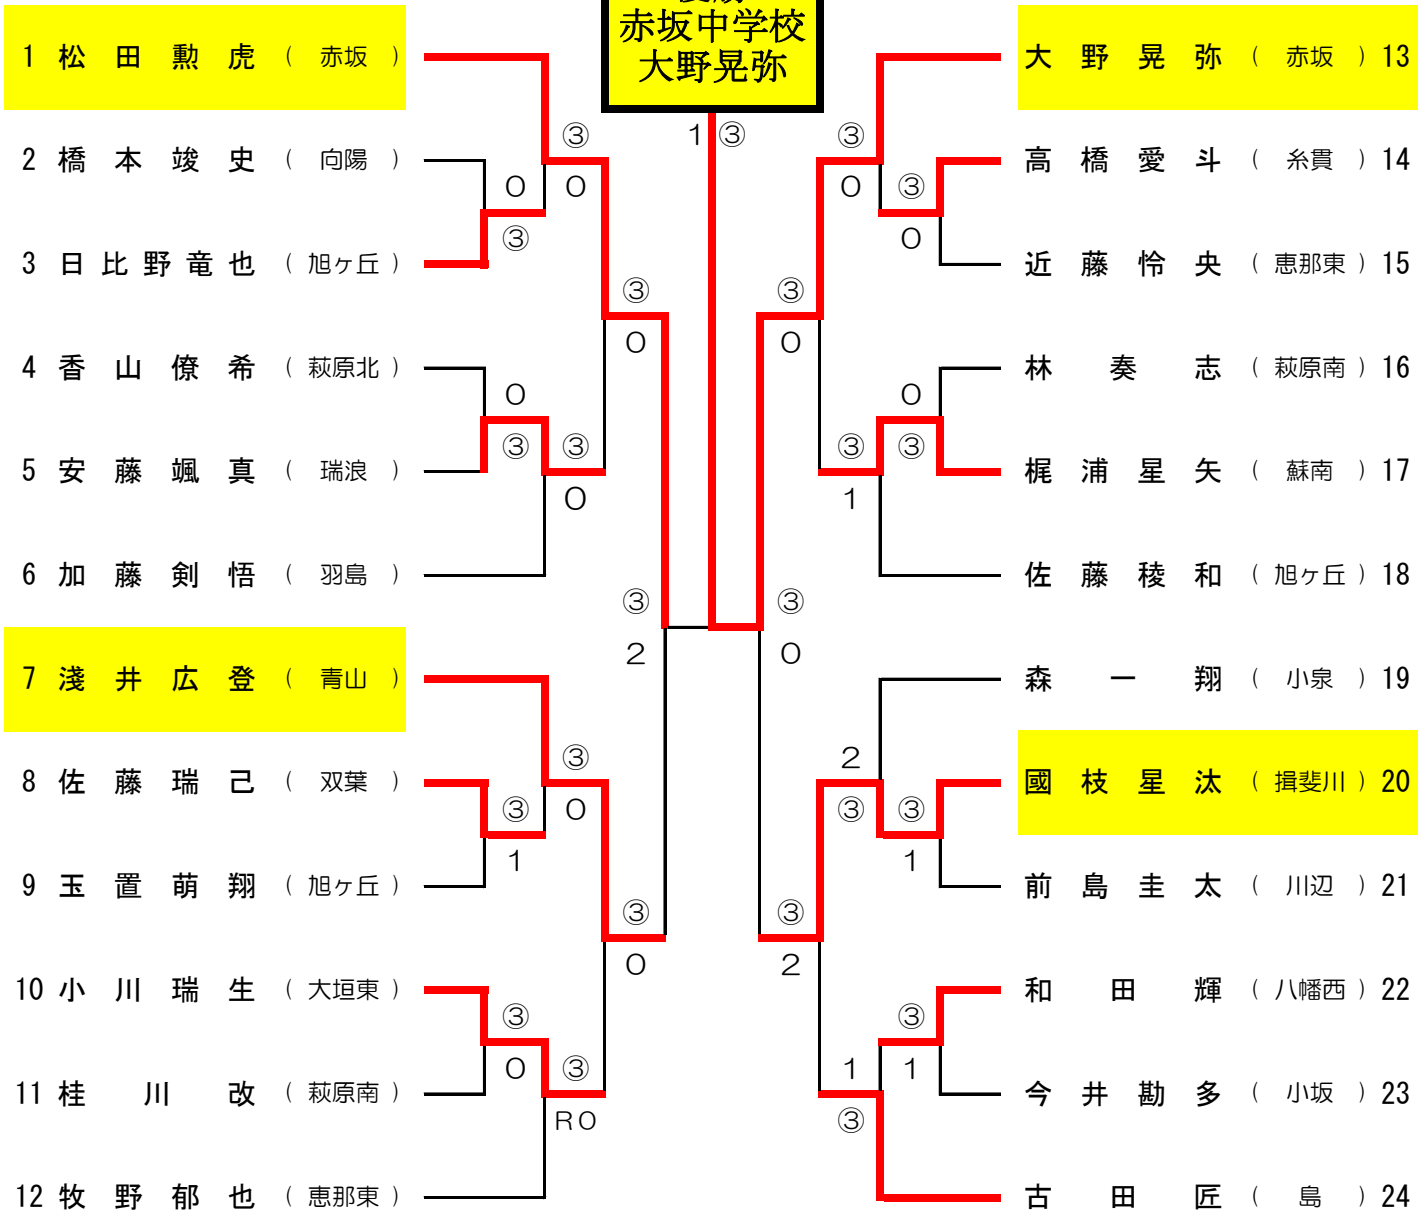 赤坂中学校
大野晃弥
1 松田勲虎 （ 赤坂 ）
2 橋本竣史 （ 向陽 ）
3 日比野竜也 （ 旭ヶ丘 ）
4 香山僚希 （ 萩原北 ）
5 安藤颯真 （ 瑞浪 ）
6 加藤剣悟 （ 羽島 ）
7 淺井広登 （ 青山 ）
8 佐藤瑞己 （ 双葉 ）
9 玉置萌翔 （ 旭ヶ丘 ）
10 小川瑞生 （ 大垣東 ）
11 桂川改 （ 萩原南 ）
12 牧野郁也 （ 恵那東 ）
③
0
0
③
③
0
0
③
③
0
③
2
③
0
③
1
③
0
③
0
③
RO
1 ③
③
0
③
0
③
0
0
③
③
1
③
0
2
③
③
1
③
2
③
1
1
③
大野晃弥 （ 赤坂 ） 13
高橋愛斗 （ 糸貫 ） 14
近藤怜央 （ 恵那東 ） 15
林奏志 （ 萩原南 ） 16
梶浦星矢 （ 蘇南 ） 17
佐藤稜和 （ 旭ヶ丘 ） 18
森一翔 （ 小泉 ） 19
國枝星汰 （ 揖斐川 ） 20
前島圭太 （ 川辺 ） 21
和田輝 （ 八幡西 ） 22
今井勘多 （ 小坂 ） 23
古田匠 （ 島 ） 24